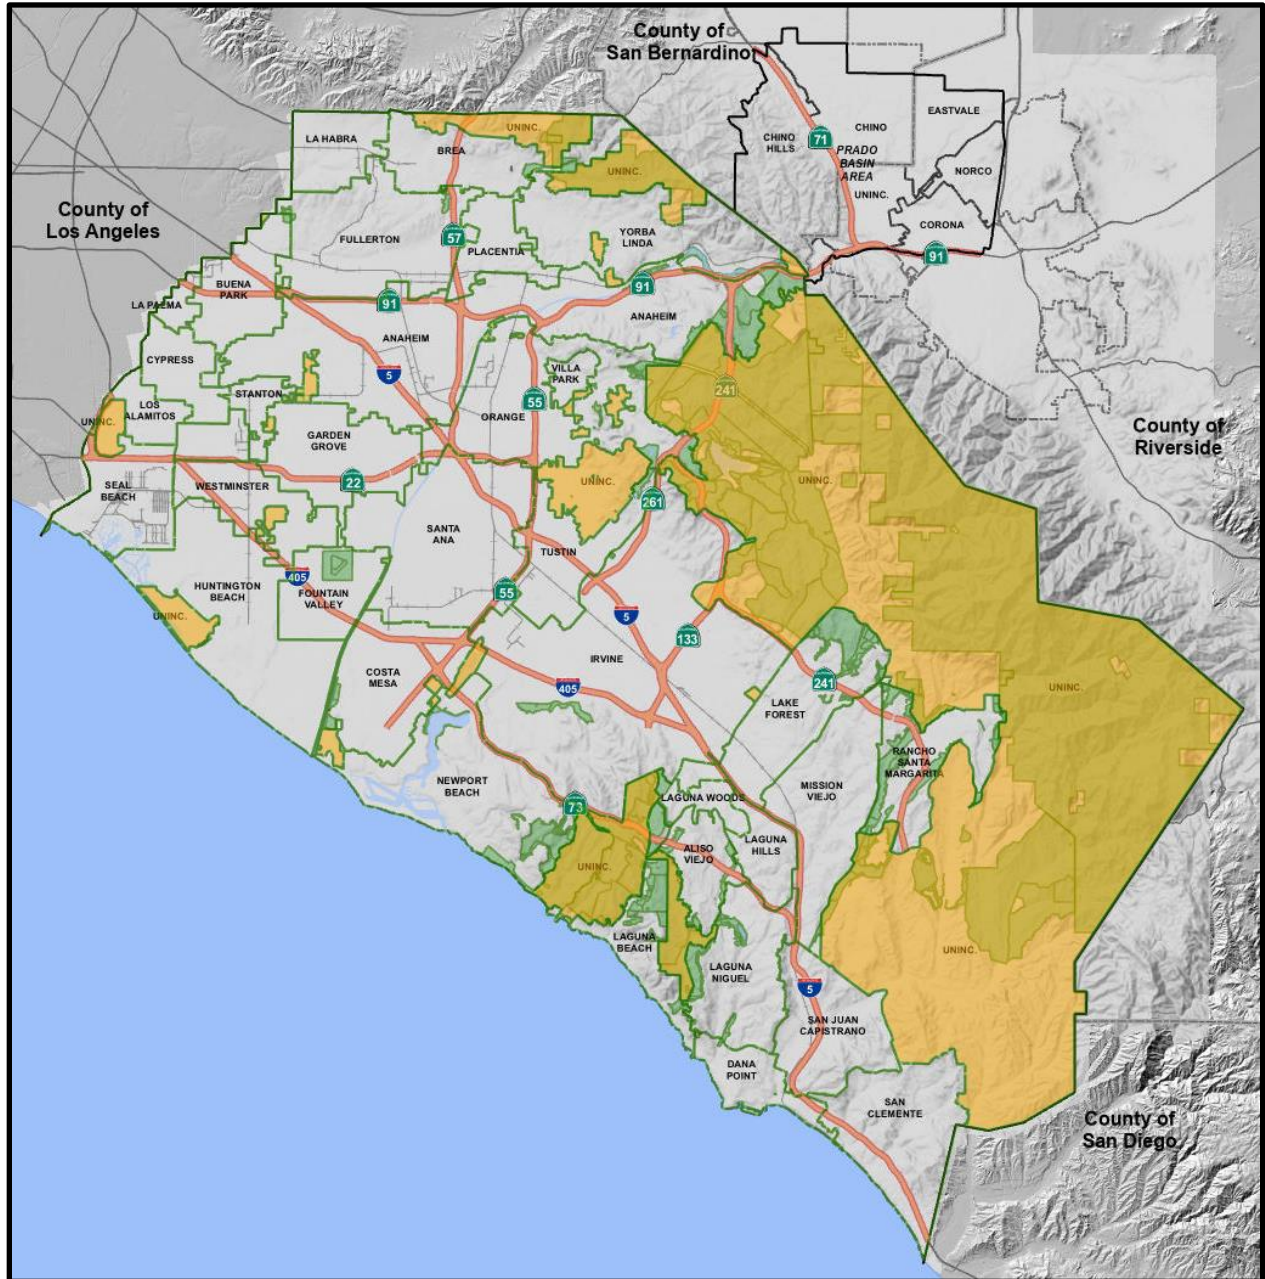 County of
San Bernardino
EASTVALE
CHINO
CHINO
HILLS
71
PRADO
BASIN
AREA
NORCO
UNINC.
CORONA
91
LA HABRA
BREA
UNINC.
UNINC.
County of
Los Angeles
FULLERTON
57
PLACENTIA
YORBA
LINDA
BUENA
PARK
91
91
LA PALMA
ANAHEIM
ANAHEIM
CYPRESS
5
VILLA
PARK
241
STANTON
55
LOS
ALAMITOS
ORANGE
UNINC.
GARDEN
GROVE
County of
Riverside
SEAL
BEACH
WESTMINSTER
22
UNINC.
261
UNINC.
SANTA
ANA
TUSTIN
405
HUNTINGTON
BEACH
FOUNTAIN
VALLEY
55
UNINC.
5
133
IRVINE
COSTA
MESA
405
241
UNINC.
LAKE
FOREST
RANCHO
SANTA
MARGARITA
NEWPORT
BEACH
MISSION
VIEJO
LAGUNA WOODS
73
ALISO
VIEJO
LAGUNA
HILLS
UNINC.
LAGUNA
BEACH
UNINC.
LAGUNA
NIGUEL
5
SAN JUAN
CAPISTRANO
DANA
POINT
SAN
CLEMENTE
County of
San Diego